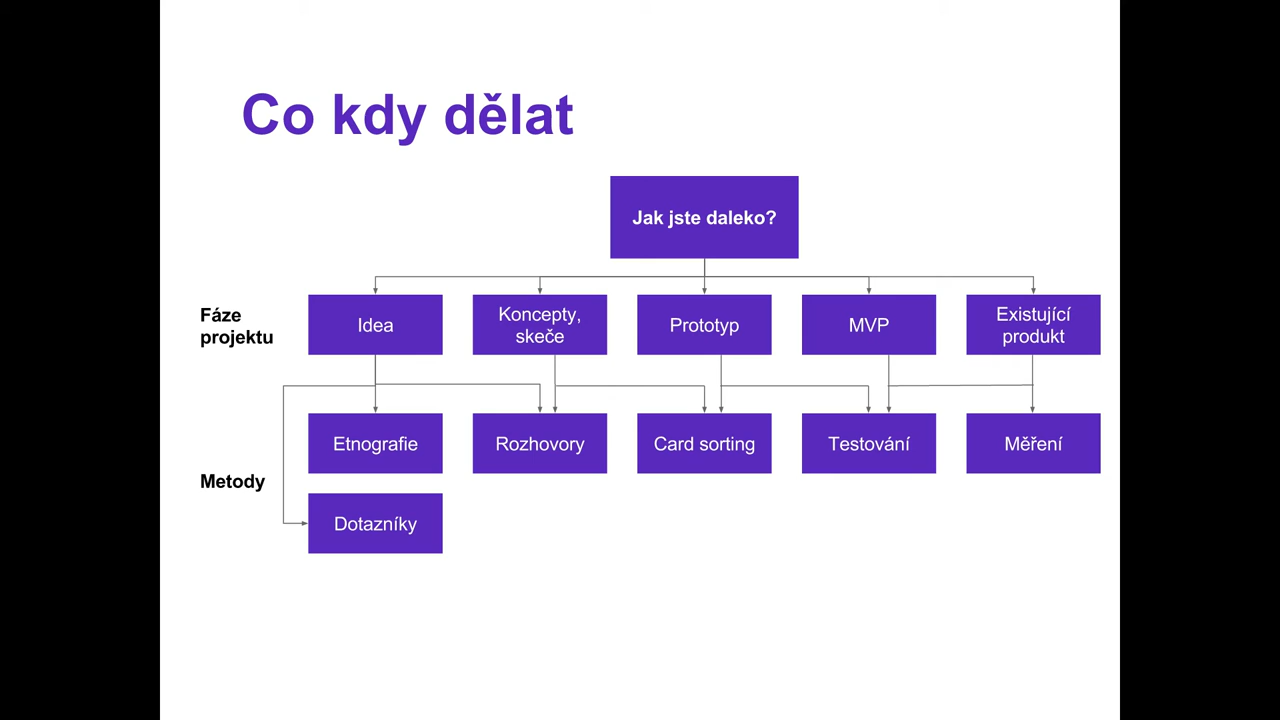 Co kdy dělat
Jak jste daleko?
Fáze
projektu
Idea
Koncepty,
skeče
Prototyp
MVP
Existující
produkt
Metody
Etnografie
Rozhovory
Card sorting
Testování
Měření
Dotazníky